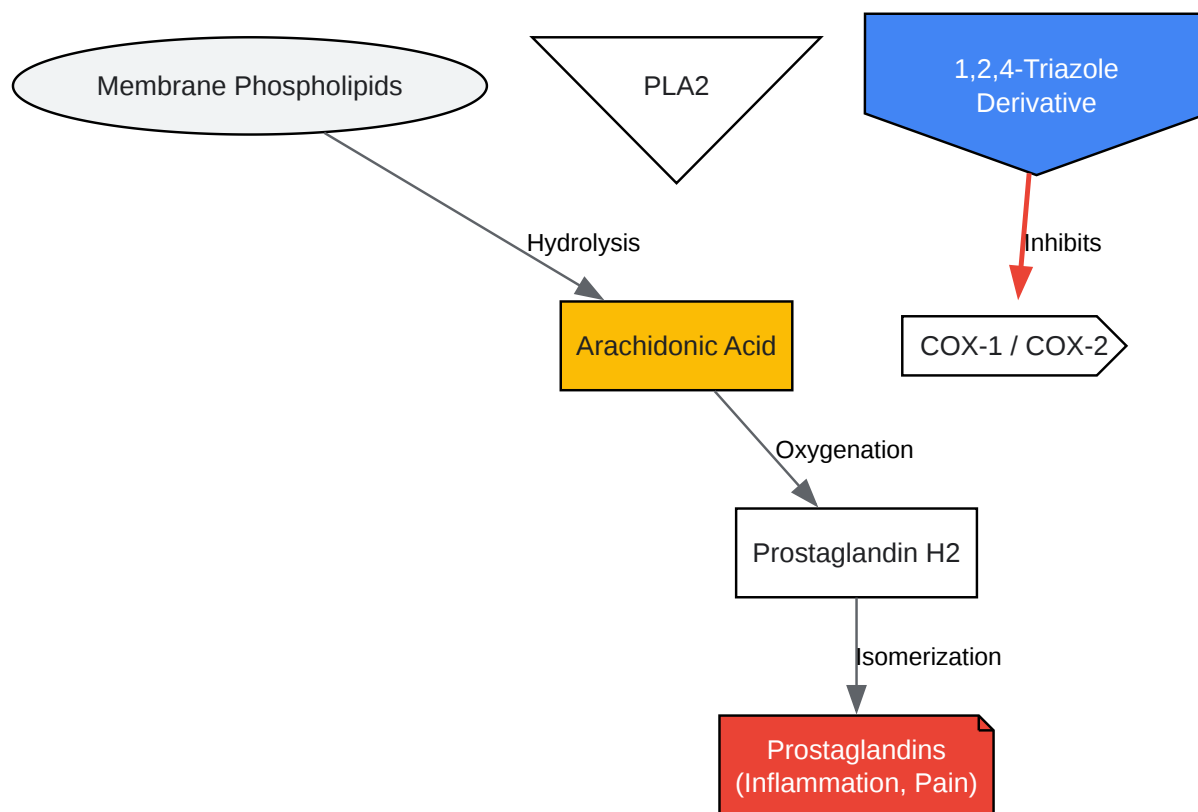 Membrane Phospholipids
PLA2
1,2,4-Triazole
Derivative
Hydrolysis
Inhibits
Arachidonic Acid
COX-1 / COX-2
Oxygenation
Prostaglandin H2
Isomerization
Prostaglandins
(Inflammation, Pain)